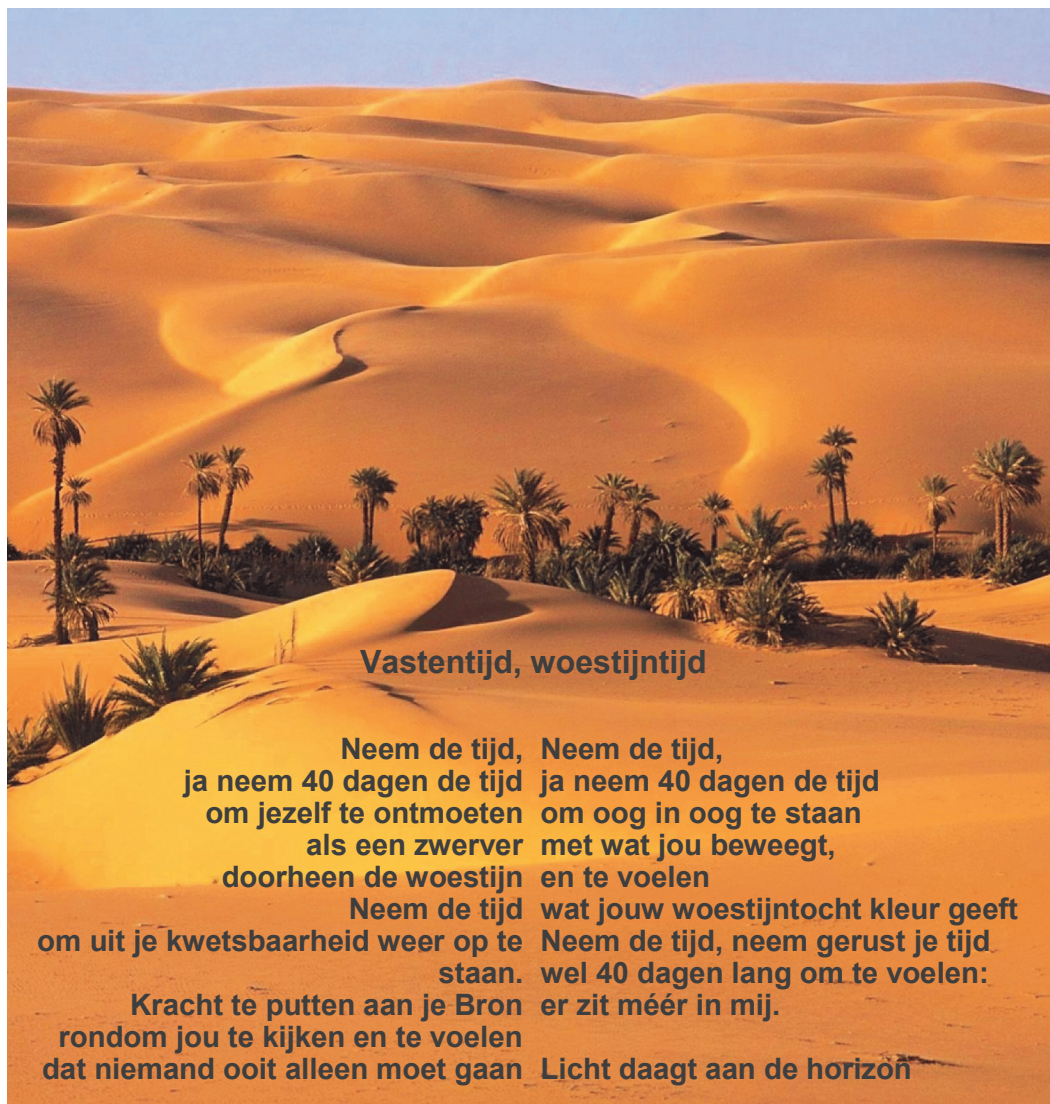 Vastentijd, woestijntijd
Neem de tijd,
ja neem 40 dagen de tijd
om jezelf te ontmoeten
als een zwerver
doorheen de woestijn
Neem de tijd
om uit je kwetsbaarheid weer op te
staan.
Kracht te putten aan je Bron
rondom jou te kijken en te voelen
dat niemand ooit alleen moet gaan
Neem de tijd,
ja neem 40 dagen de tijd
om oog in oog te staan
met wat jou beweegt,
en te voelen
wat jouw woestijntocht kleur geeft
Neem de tijd, neem gerust je tijd
wel 40 dagen lang om te voelen:
er zit méér in mij.
Licht daagt aan de horizon